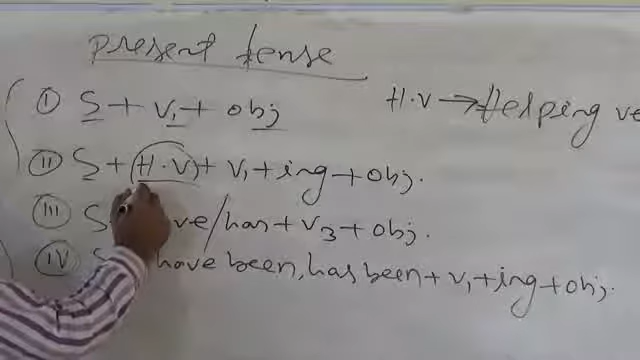 present tense
(I) S + V1 + obj
H.V → Helping
(II) S + (H.V) + V1 + ing + obj.
(III) S ve/has + V3 + obj.
(IV) have been, has been + V1 + ing + obj.